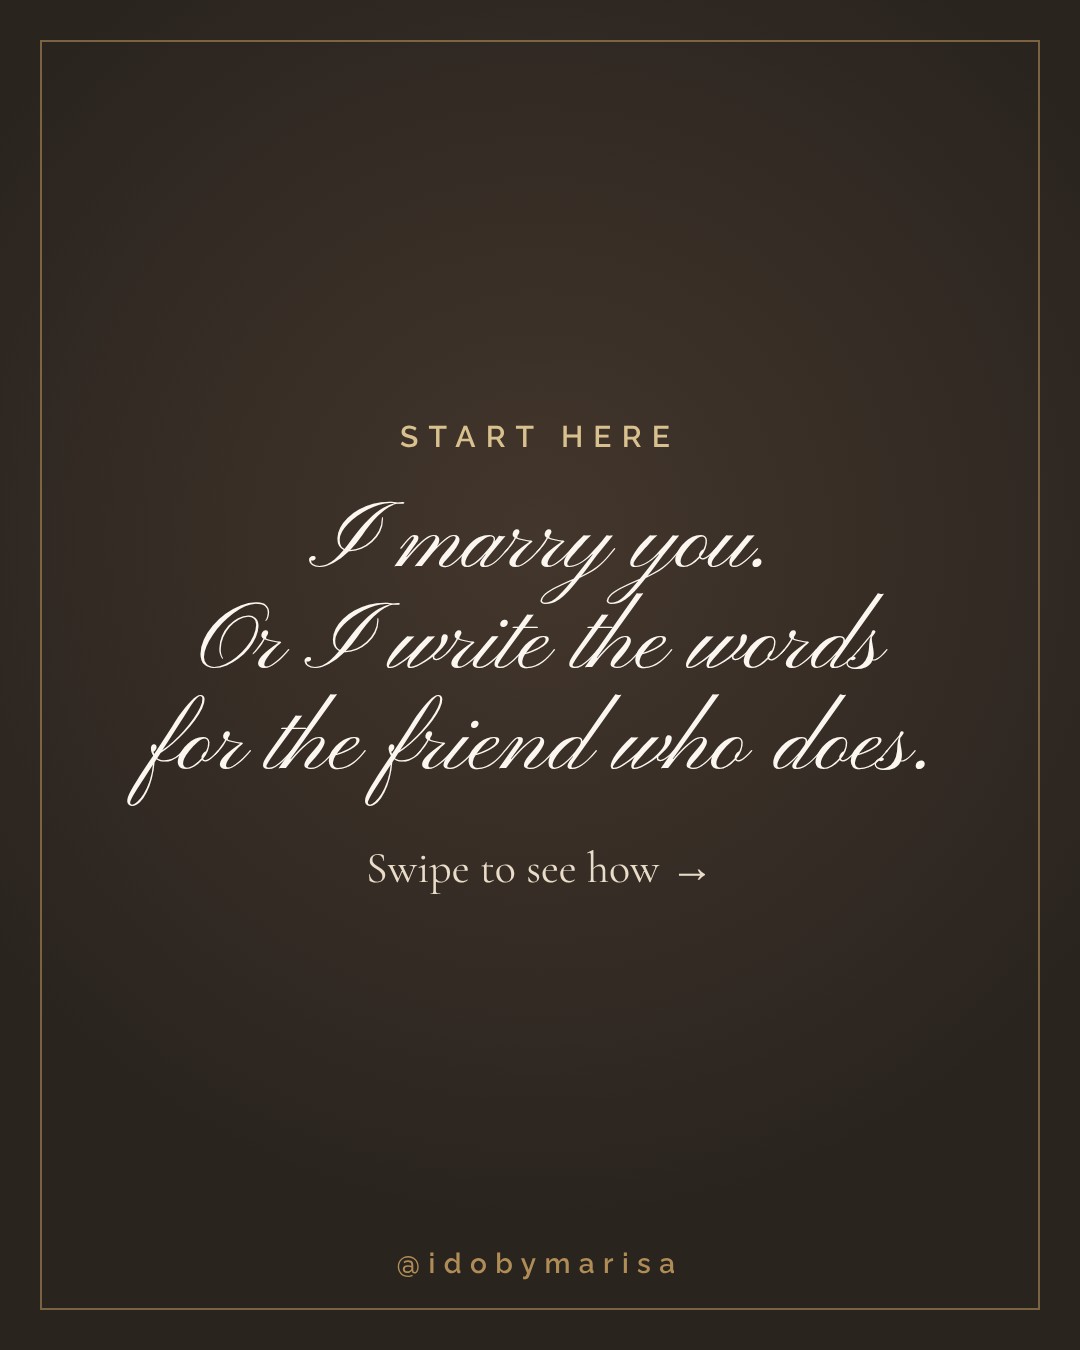 START HERE
I marry you.
Or I write the words
for the friend who does.
Swipe to see how →
@idobymarisa